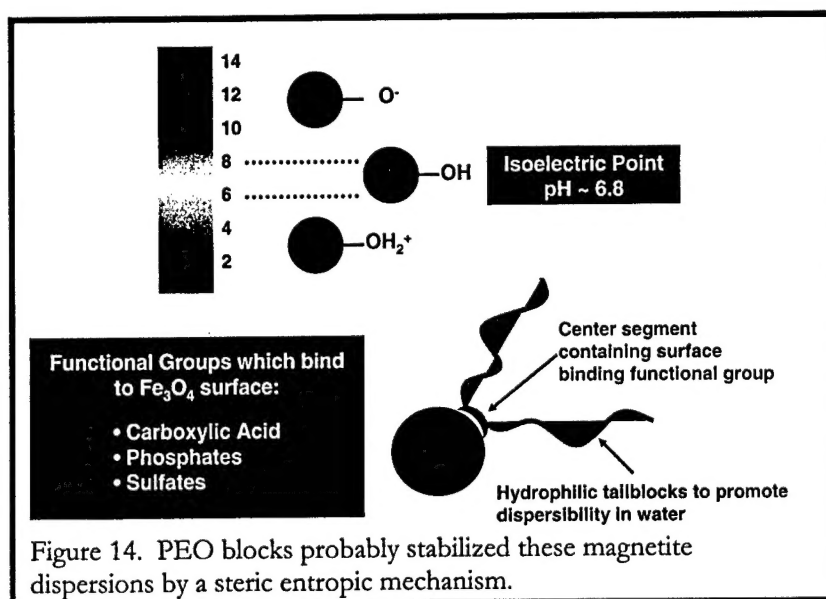 14
12
10
8
6
4
2
O⁻
OH
OH₂⁺
Isoelectric Point
pH ~ 6.8
Functional Groups which bind
to Fe₃O₄ surface:
• Carboxylic Acid
• Phosphates
• Sulfates
Center segment
containing surface
binding functional group
Hydrophilic tailblocks to promote
dispersibility in water
Figure 14. PEO blocks probably stabilized these magnetite
dispersions by a steric entropic mechanism.